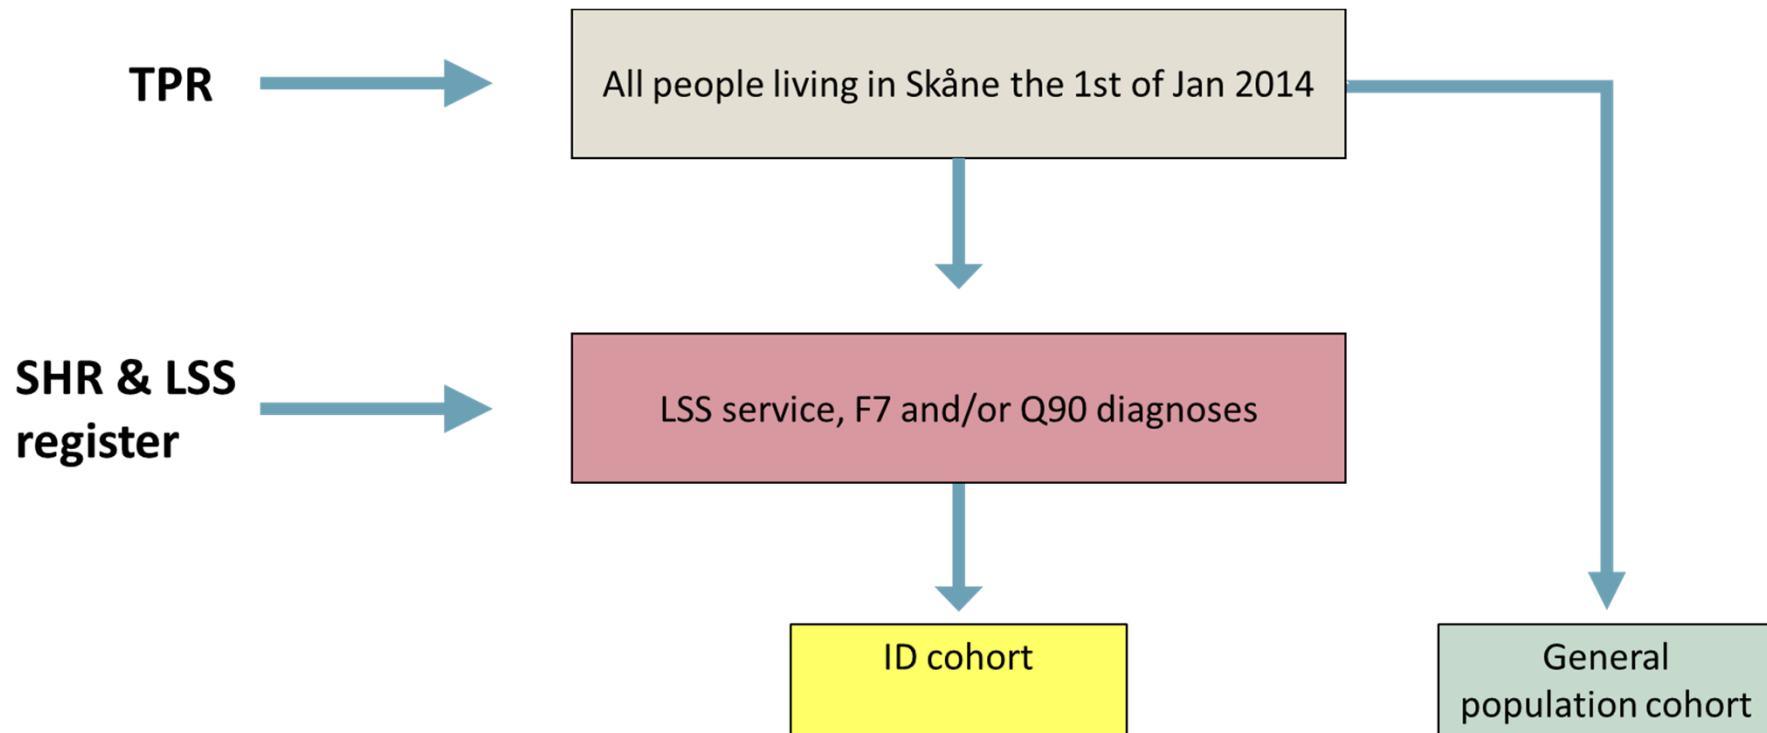 TPR
All people living in Skåne the 1st of Jan 2014
SHR & LSS
register
LSS service, F7 and/or Q90 diagnoses
ID cohort
General
population cohort